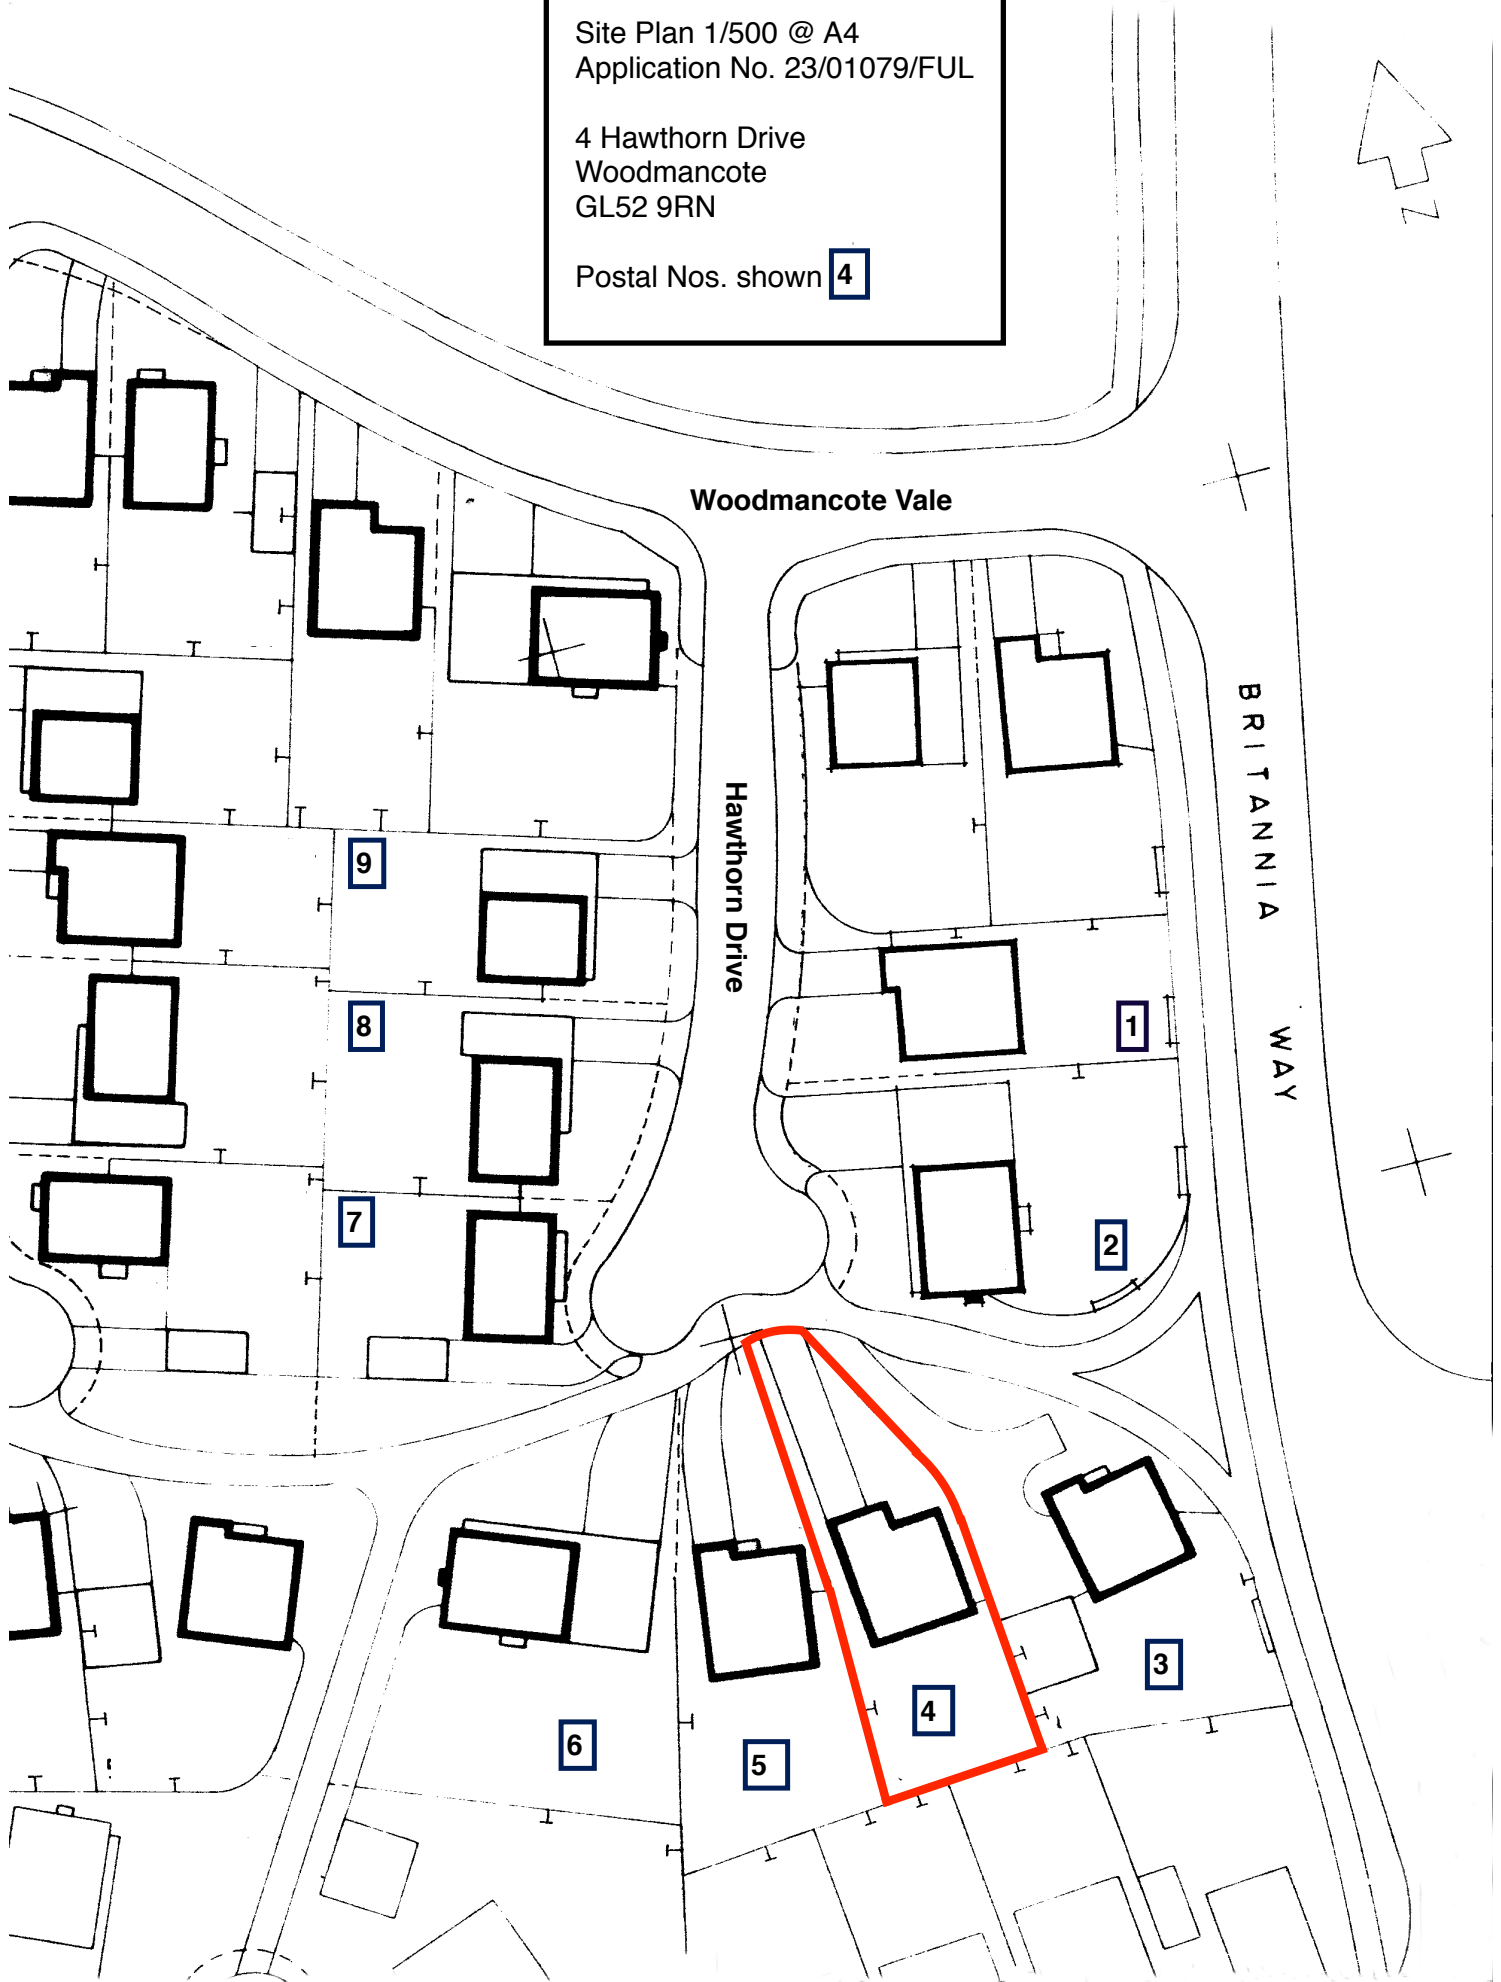 Site Plan 1/500 @ A4
Application No. 23/01079/FUL
4 Hawthorn Drive
Woodmancote
GL52 9RN
Postal Nos. shown 4
N
Woodmancote Vale
Hawthorn Drive
BRITANNIA WAY
9
8
1
7
2
3
4
6
5